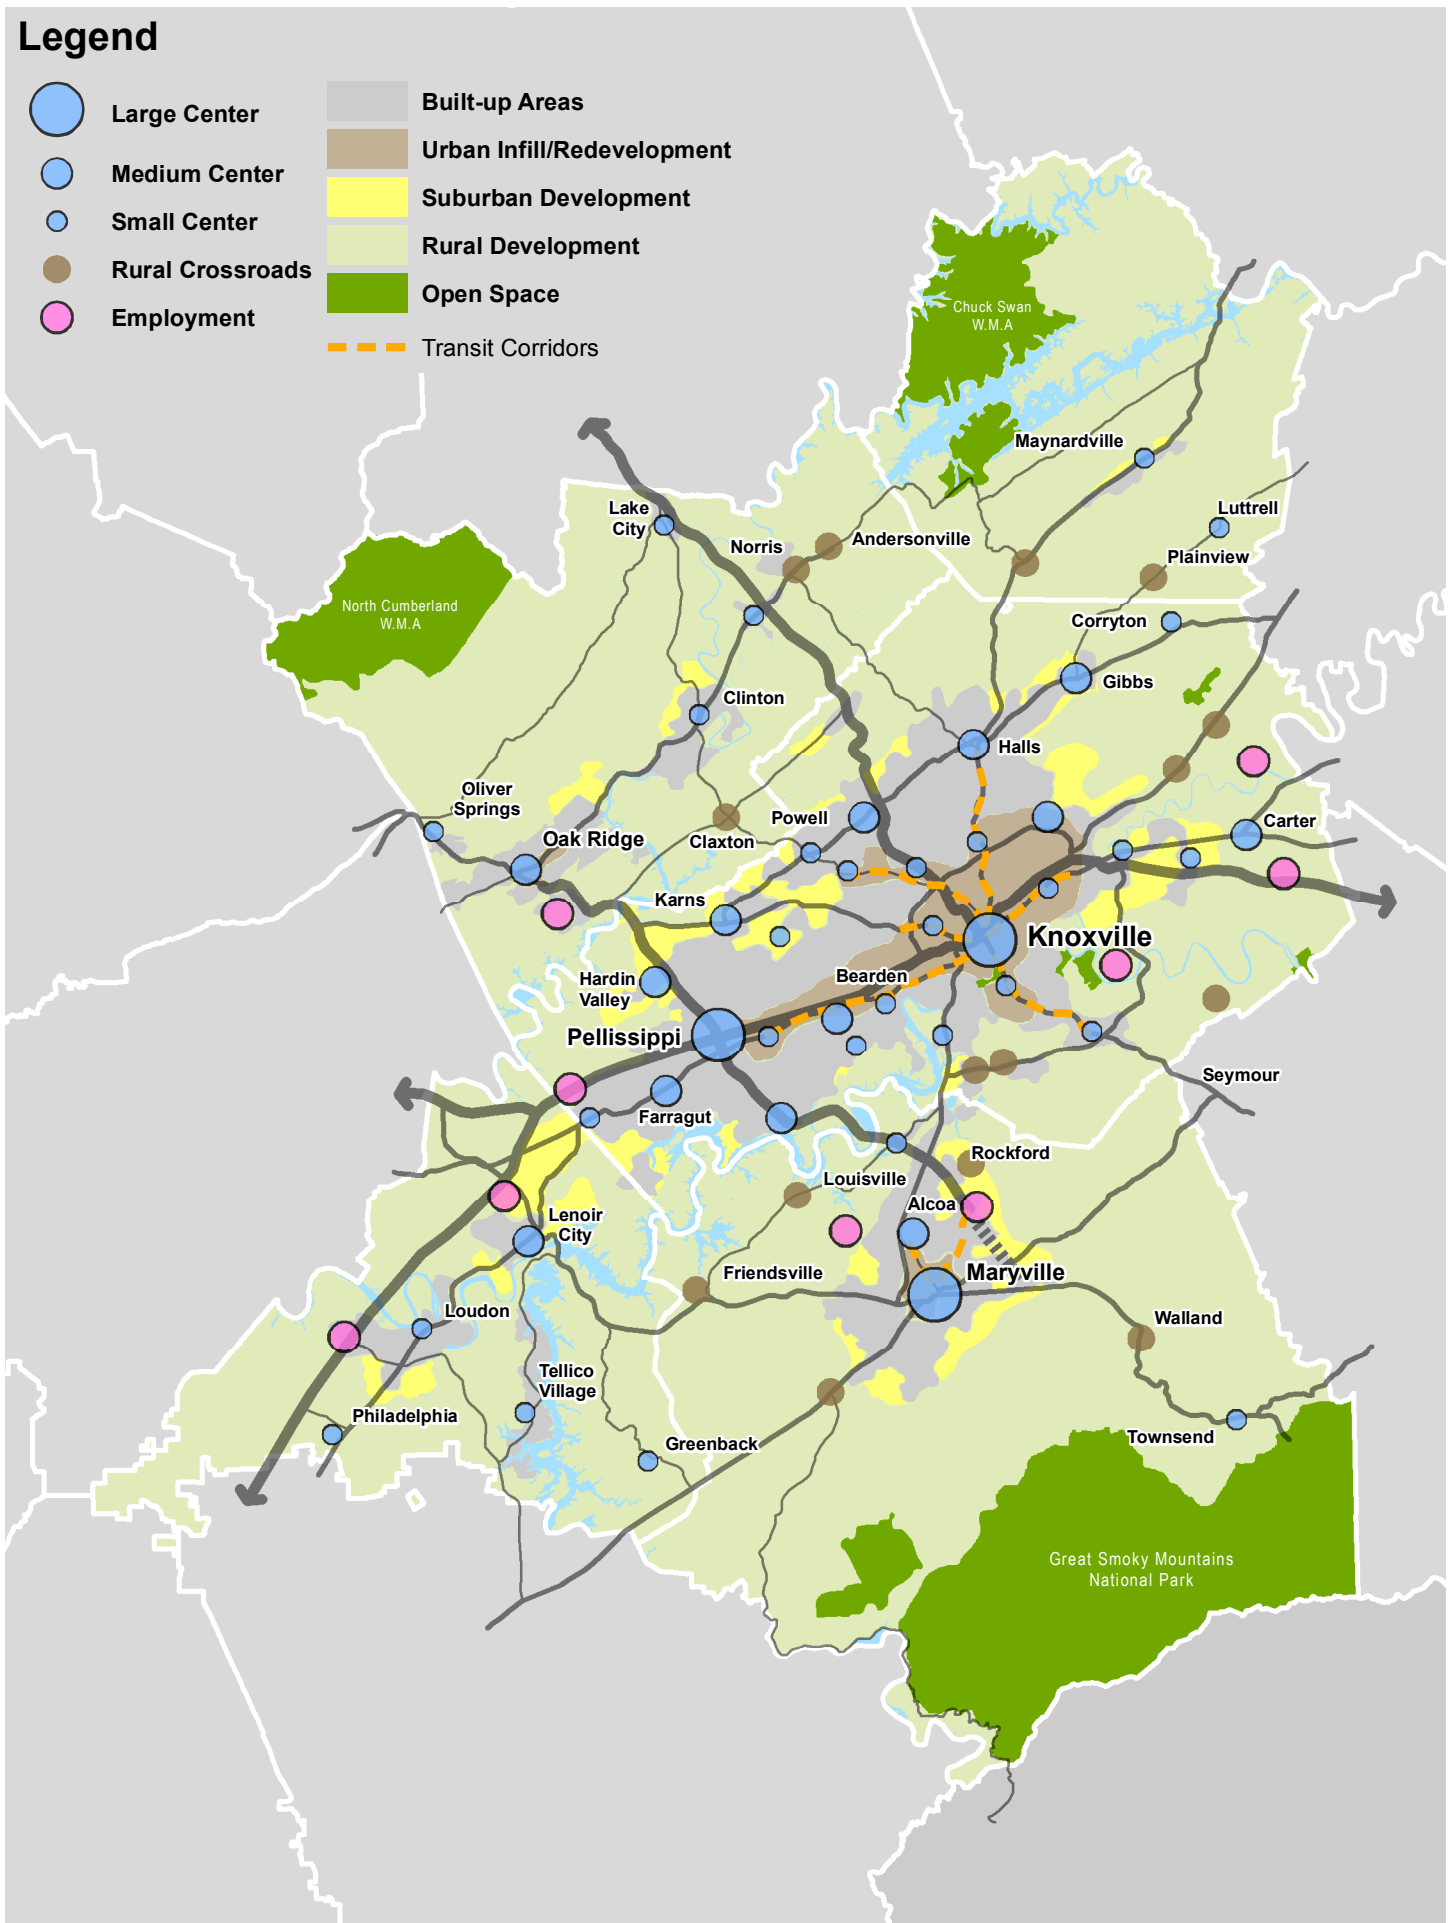 Legend
Large Center
Medium Center
Small Center
Rural Crossroads
Employment
Built-up Areas
Urban Infill/Redevelopment
Suburban Development
Rural Development
Open Space
Transit Corridors
Chuck Swan
W.M.A
Maynardville
Lake
City
Luttrell
Norris
Andersonville
Plainview
North Cumberland
W.M.A
Corryton
Gibbs
Clinton
Halls
Oliver
Springs
Powell
Carter
Oak Ridge
Claxton
Karns
Knoxville
Bearden
Hardin
Valley
Pellissippi
Seymour
Farragut
Rockford
Louisville
Alcoa
Lenoir
City
Friendsville
Maryville
Loudon
Walland
Tellico
Village
Philadelphia
Greenback
Townsend
Great Smoky Mountains
National Park